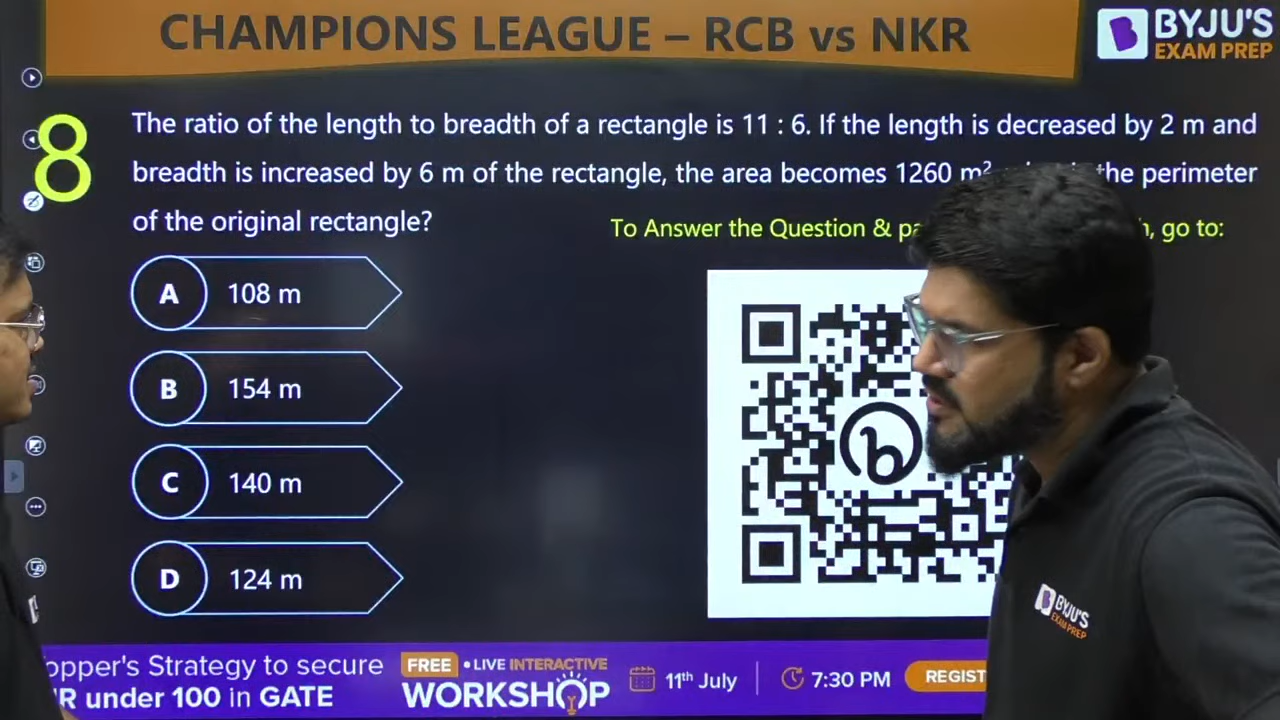 CHAMPIONS LEAGUE – RCB vs NKR
BYJU'S
EXAM PREP
8
The ratio of the length to breadth of a rectangle is 11 : 6. If the length is decreased by 2 m and
breadth is increased by 6 m of the rectangle, the area becomes 1260 m² the perimeter
of the original rectangle?
To Answer the Question & go to:
A 108 m
B 154 m
C 140 m
D 124 m
b
BYJU'S
EXAM PREP
opper's Strategy to secure
R under 100 in GATE
FREE • LIVE INTERACTIVE
WORKSHOP
11th July
7:30 PM
REGIST